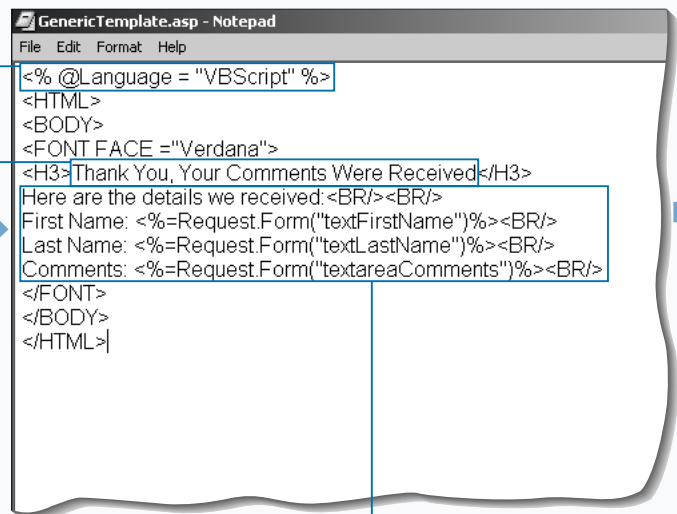 GenericTemplate.asp - Notepad
File Edit Format Help
<% @Language = "VBScript" %>
<HTML>
<BODY>
<FONT FACE ="Verdana">
<H3>Thank You, Your Comments Were Received</H3>
Here are the details we received:<BR/><BR/>
First Name: <%=Request.Form("textFirstName")%><BR/>
Last Name: <%=Request.Form("textLastName")%><BR/>
Comments: <%=Request.Form("textareaComments")%><BR/>
</FONT>
</BODY>
</HTML>